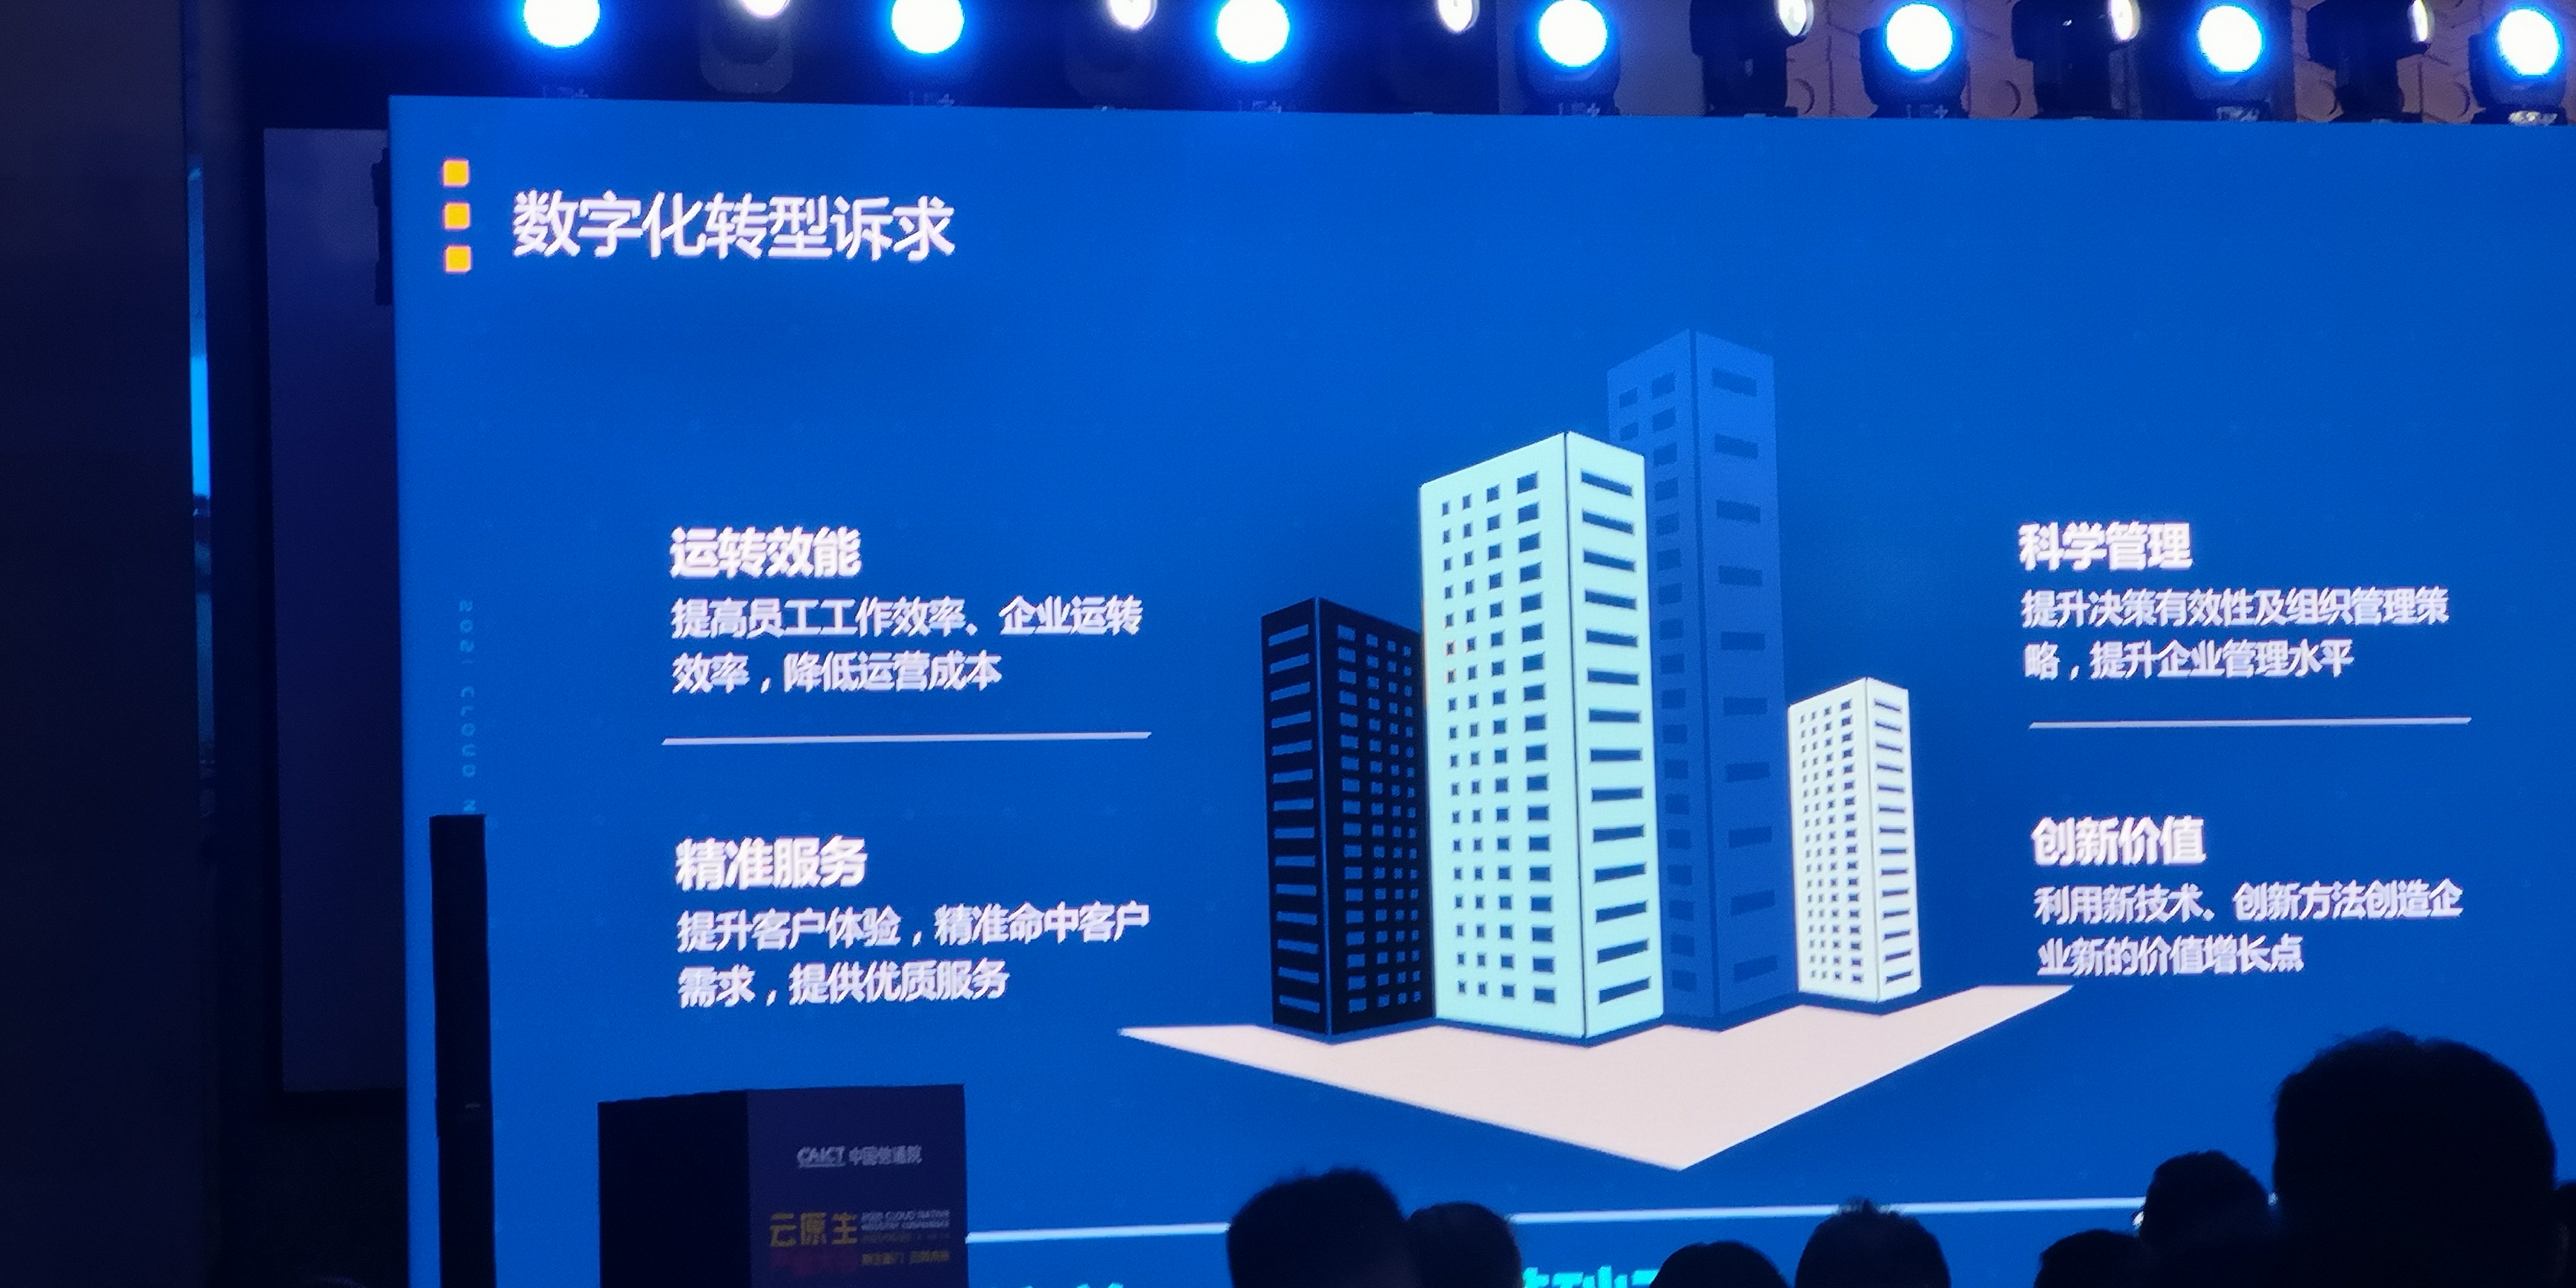 数字化转型诉求
运转效能
提高员工工作效率、企业运转
效率，降低运营成本
精准服务
提升客户体验，精准命中客户
需求，提供优质服务
科学管理
提升决策有效性及组织管理策
略，提升企业管理水平
创新价值
利用新技术、创新方法创造企
业新的价值增长点
2021 CLOUD N
CAICT 中国信通院
云原生